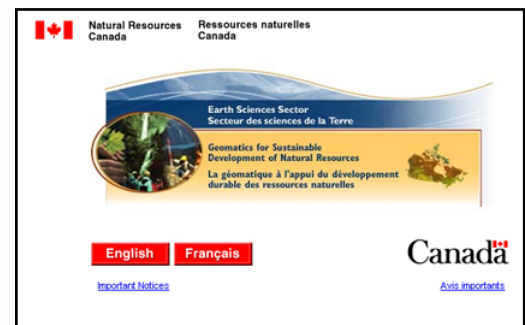 Natural Resources Ressources naturelles
Canada Canada
Earth Sciences Sector
Secteur des sciences de la Terre
Geomatics for Sustainable
Development of Natural Resources
La géomatique à l'appui du développement
durable des ressources naturelles
English Français
Canada
Important Notices Avis importants